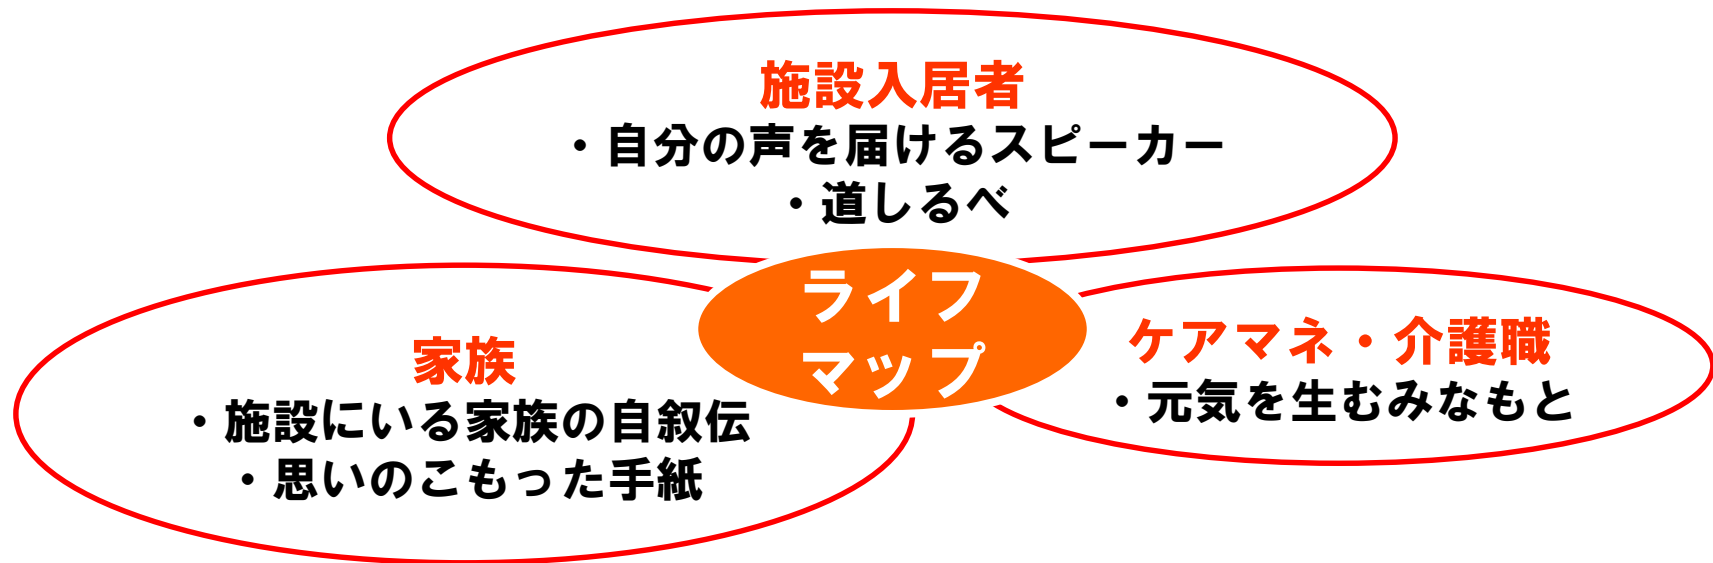 施設入居者
・自分の声を届けるスピーカー
・道しるべ
ライフ
マップ
家族
・施設にいる家族の自叙伝
・思いのこもった手紙
ケアマネ・介護職
・元気を生むみなもと